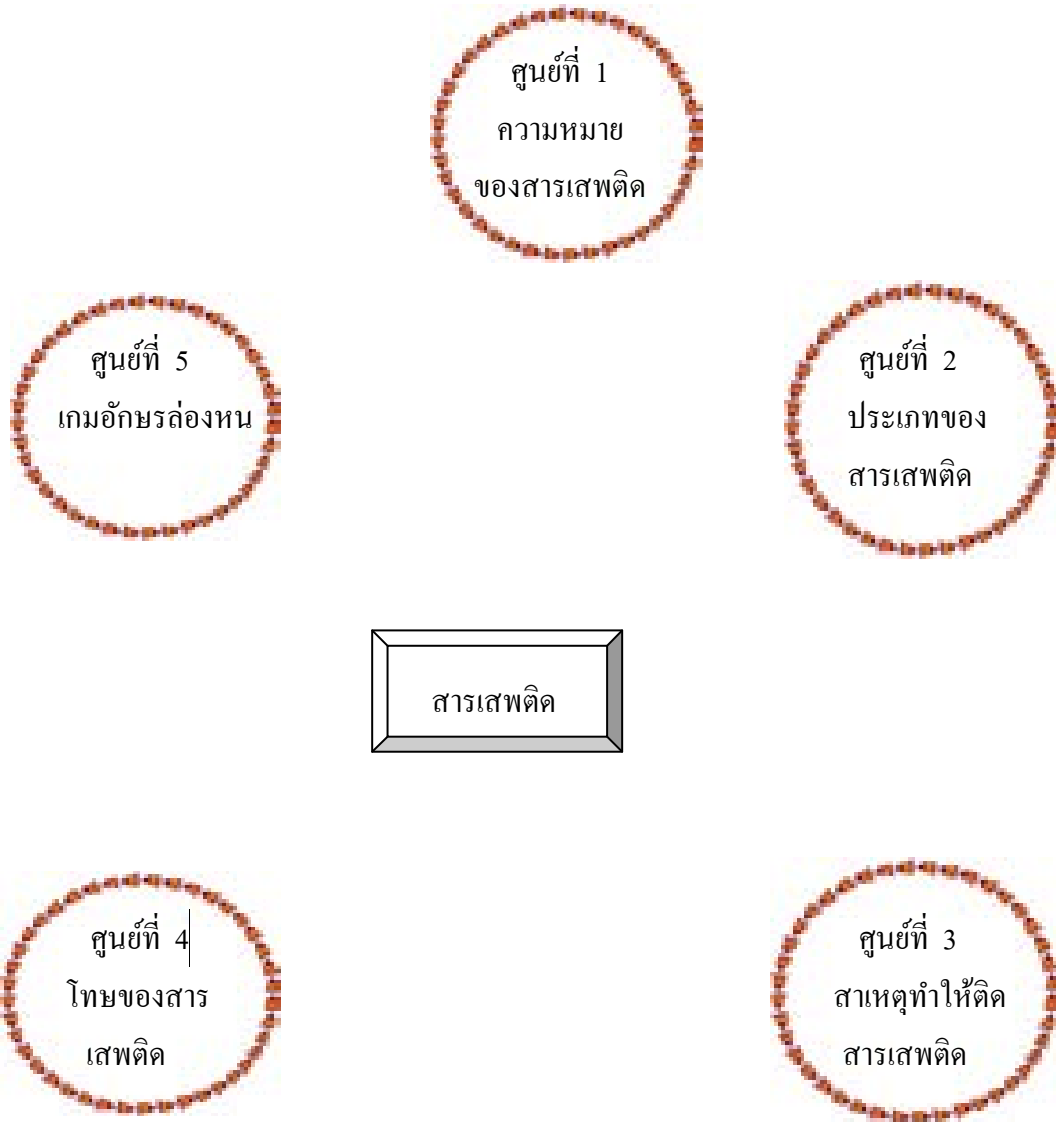 ศูนย์ที่ 1
ความหมาย
ของสารเสพติด
ศูนย์ที่ 5
เกมอักษรล่องหน
ศูนย์ที่ 2
ประเภทของ
สารเสพติด
สารเสพติด
ศูนย์ที่ 4
โทษของสาร
เสพติด
ศูนย์ที่ 3
สาเหตุทำให้ติด
สารเสพติด